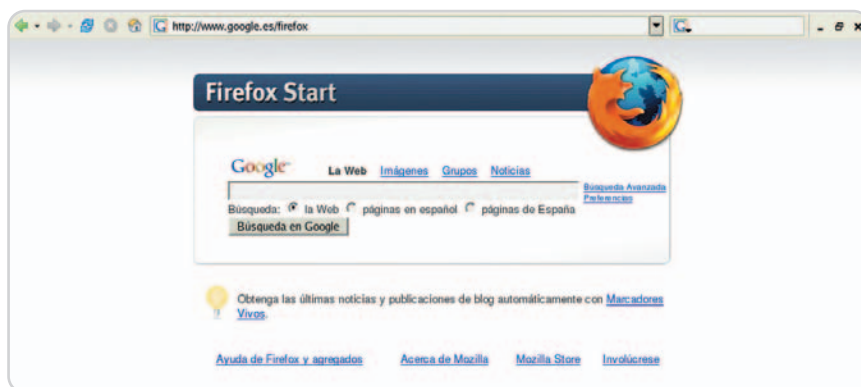 http://www.google.es/firefox
Firefox Start
Google
La Web Imágenes Grupos Noticias
Búsqueda Avanzada
Preferencias
Búsqueda: la Web páginas en español páginas de España
Búsqueda en Google
Obtenga las últimas noticias y publicaciones de blog automáticamente con Marcadores
Vivos.
Ayuda de Firefox y agregados Acerca de Mozilla Mozilla Store Involúcrese